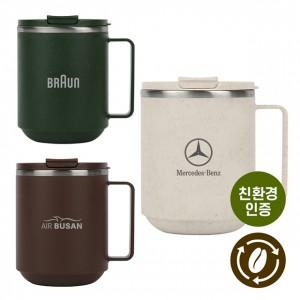 BRAUN
Mercedes-Benz
AIR BUSAN
친환경
인증